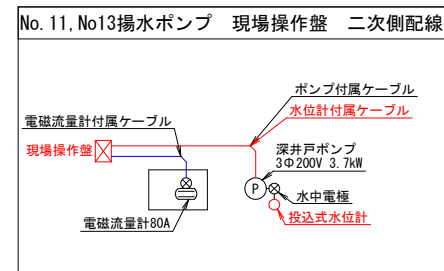 No.11,No13揚水ポンプ 現場操作盤 二次側配線
ポンプ付属ケーブル
水位計付属ケーブル
電磁流量計付属ケーブル
現場操作盤
深井戸ポンプ
3Φ200V 3.7kW
P
水中電極
投込式水位計
電磁流量計80A